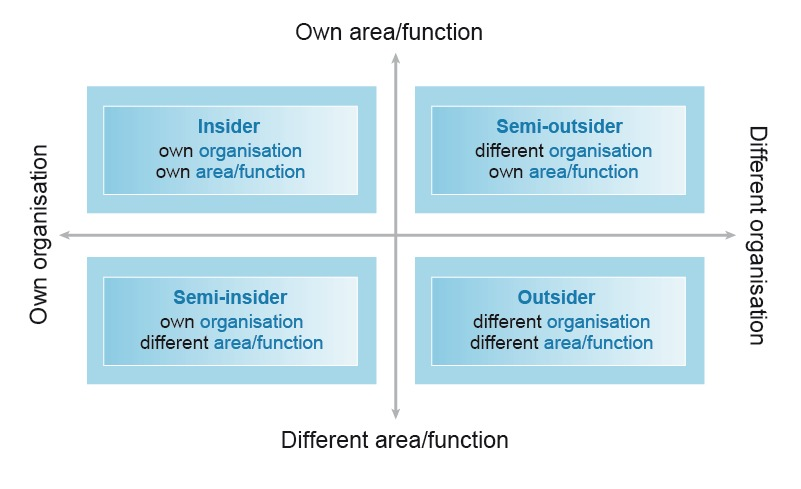 Own area/function
Insider
own organisation
own area/function
Semi-outsider
different organisation
own area/function
Own organisation
Different organisation
Semi-insider
own organisation
different area/function
Outsider
different organisation
different area/function
Different area/function